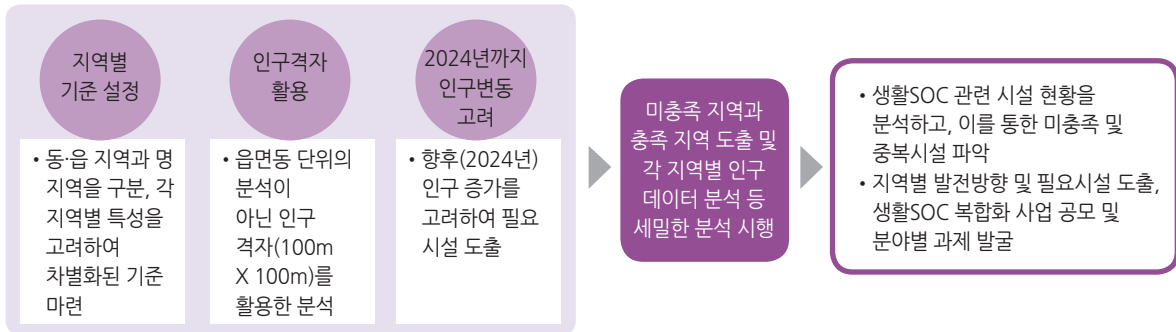 지역별
기준 설정
• 동·읍 지역과 명
지역을 구분, 각
지역별 특성을
고려하여
차별화된 기준
마련
인구격자
활용
• 읍면동 단위의
분석이
아닌 인구
격자(100m
X 100m)를
활용한 분석
2024년까지
인구변동
고려
• 향후(2024년)
인구 증가를
고려하여 필요
시설 도출
미충족 지역과
충족 지역 도출 및
각 지역별 인구
데이터 분석 등
세밀한 분석 시행
• 생활SOC 관련 시설 현황을
분석하고, 이를 통한 미충족 및
중복시설 파악
• 지역별 발전방향 및 필요시설 도출,
생활SOC 복합화 사업 공모 및
분야별 과제 발굴